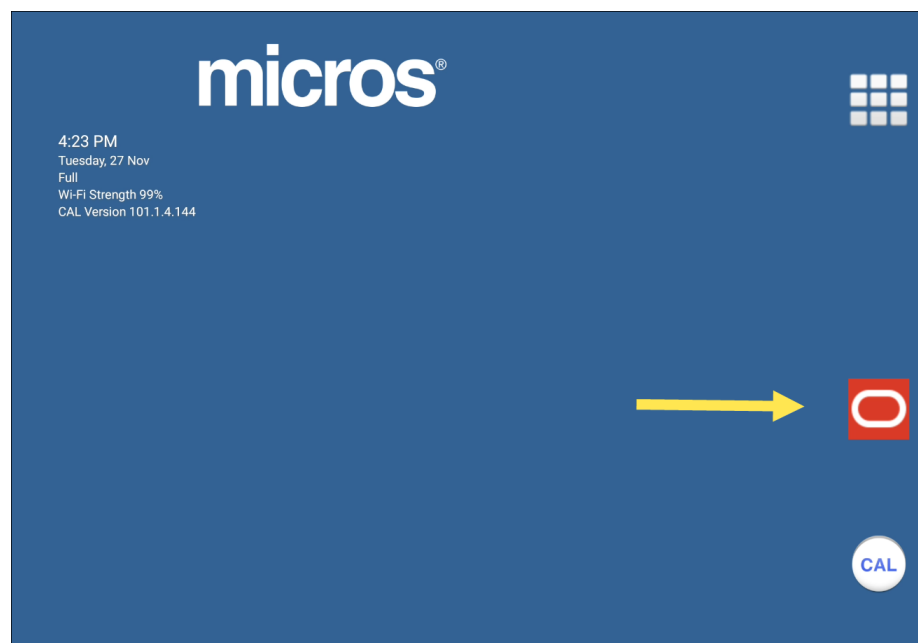 micros®
4:23 PM
Tuesday, 27 Nov
Full
Wi-Fi Strength 99%
CAL Version 101.1.4.144
CAL